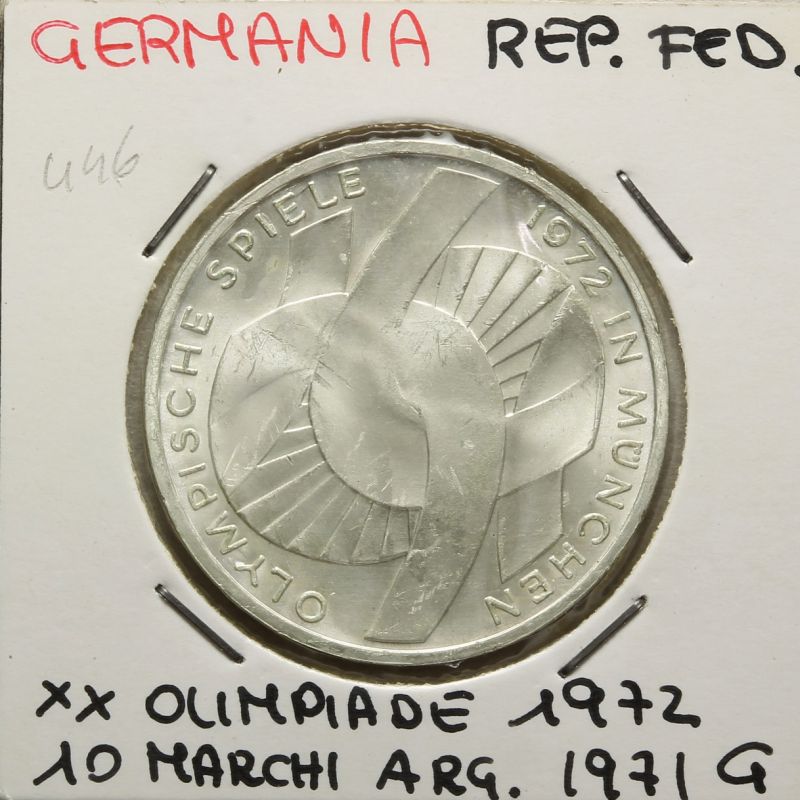 GERMANIA REP. FED.
446
OLYMPISCHE SPIELE 1972 IN MÜNCHEN
XX OLIMPIADE 1972
10 MARCHI ARG. 1971 G